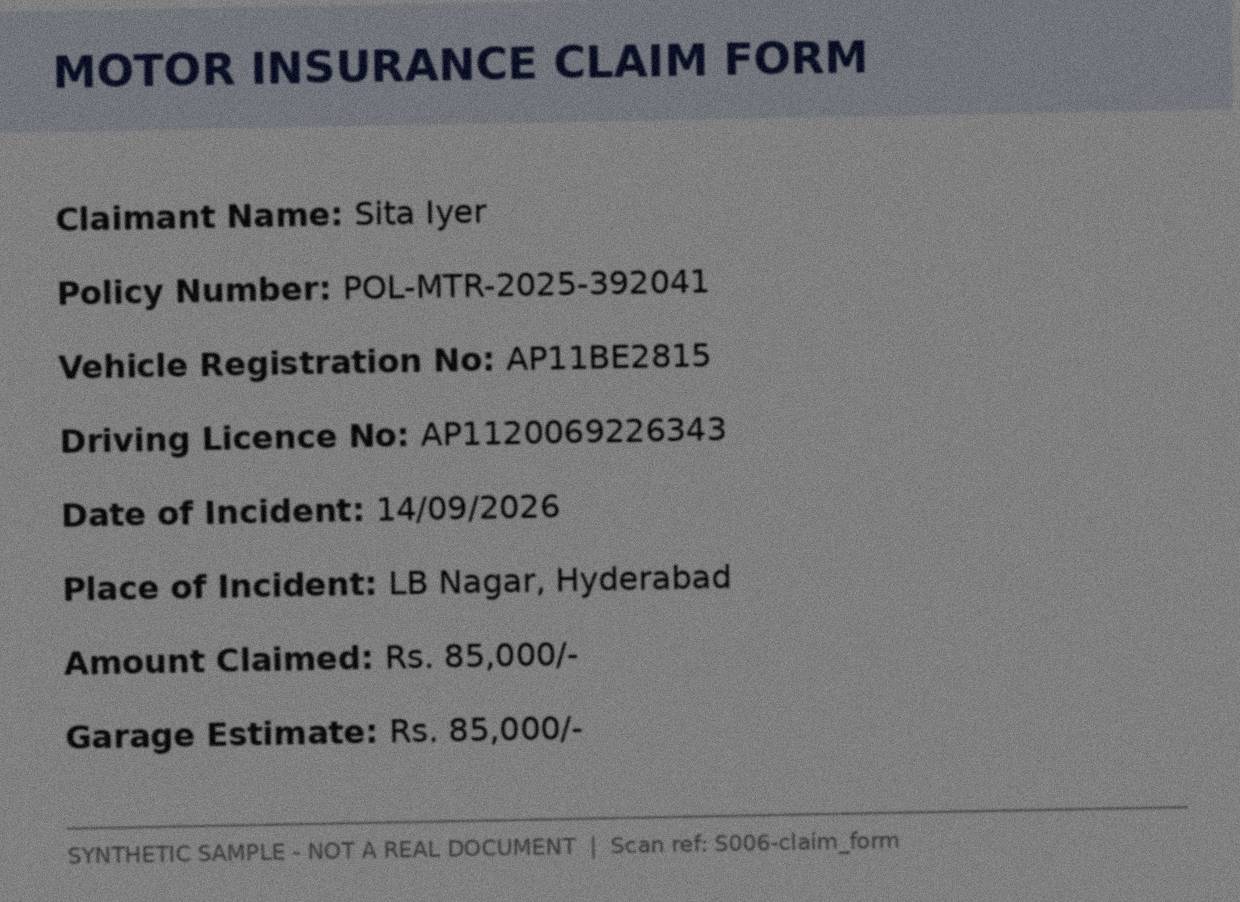 MOTOR INSURANCE CLAIM FORM
Claimant Name: Sita Iyer
Policy Number: POL-MTR-2025-392041
Vehicle Registration No: AP11BE2815
Driving Licence No: AP1120069226343
Date of Incident: 14/09/2026
Place of Incident: LB Nagar, Hyderabad
Amount Claimed: Rs. 85,000/-
Garage Estimate: Rs. 85,000/-
SYNTHETIC SAMPLE - NOT A REAL DOCUMENT | Scan ref: S006-claim_form